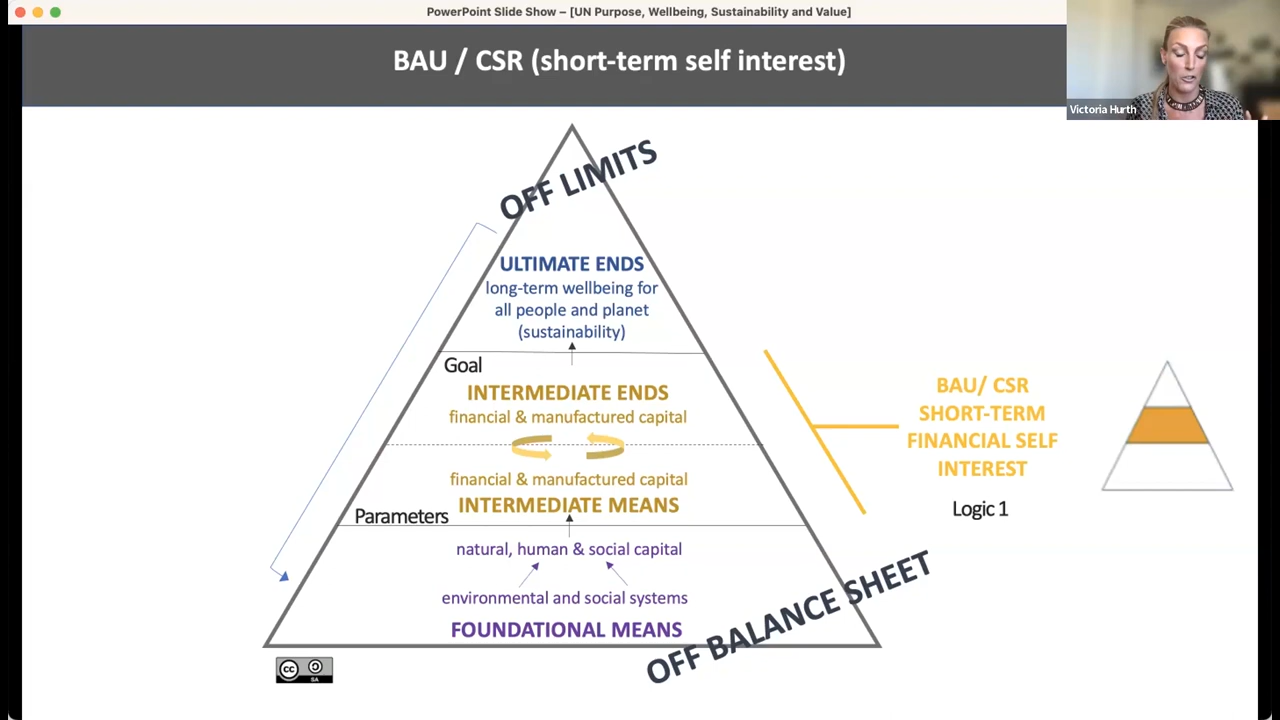 PowerPoint Slide Show – [UN Purpose, Wellbeing, Sustainability and Value]
BAU / CSR (short-term self interest)
Victoria Hurth
OFF LIMITS
ULTIMATE ENDS
long-term wellbeing for
all people and planet
(sustainability)
Goal
INTERMEDIATE ENDS
financial & manufactured capital
financial & manufactured capital
INTERMEDIATE MEANS
Parameters
natural, human & social capital
environmental and social systems
FOUNDATIONAL MEANS
OFF BALANCE SHEET
BAU/ CSR
SHORT-TERM
FINANCIAL SELF
INTEREST
Logic 1
cc
SA